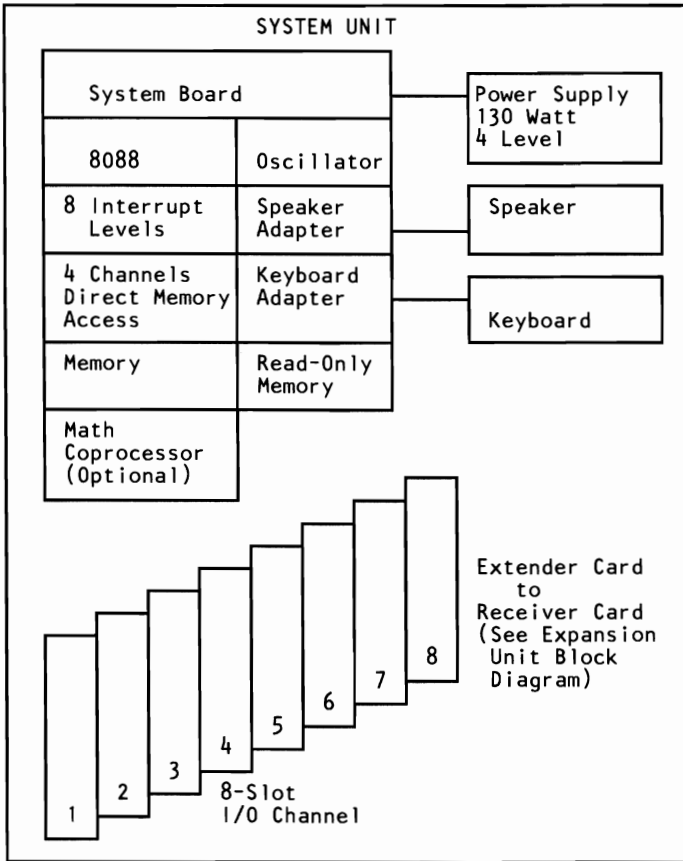 SYSTEM UNIT
System Board
Power Supply
130 Watt
4 Level
8088
Oscillator
8 Interrupt
Levels
Speaker
Adapter
Speaker
4 Channels
Direct Memory
Access
Keyboard
Adapter
Keyboard
Memory
Read-Only
Memory
Math
Coprocessor
(Optional)
Extender Card
to
Receiver Card
(See Expansion
Unit Block
Diagram)
1
2
3
4
5
6
7
8
8-Slot
I/O Channel